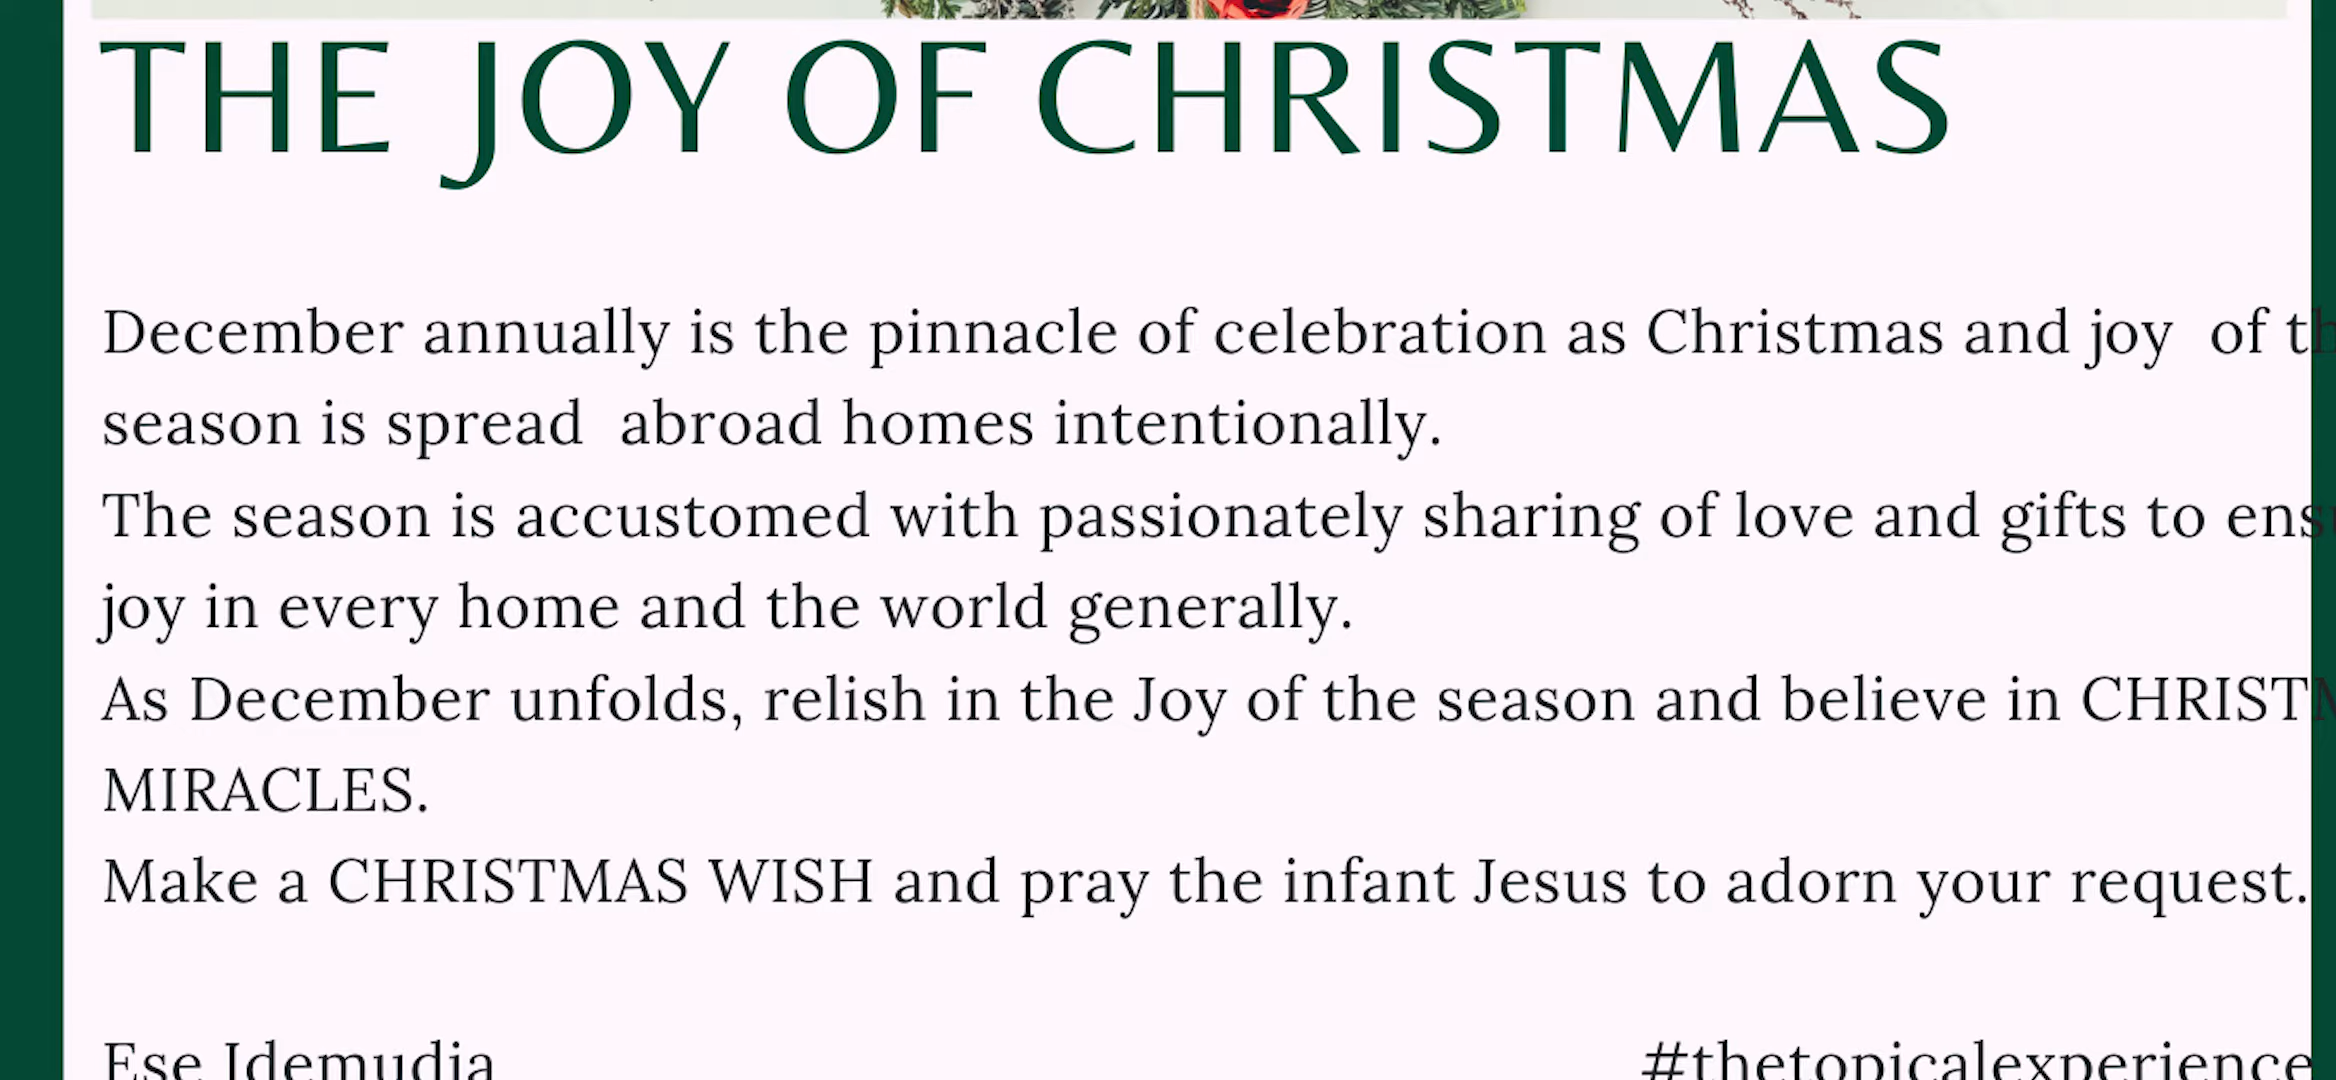 THE JOY OF CHRISTMAS
December annually is the pinnacle of celebration as Christmas and joy  of th
season is spread  abroad homes intentionally.
The season is accustomed with passionately sharing of love and gifts to ens
joy in every home and the world generally.
As December unfolds, relish in the Joy of the season and believe in CHRISTM
MIRACLES.
Make a CHRISTMAS WISH and pray the infant Jesus to adorn your request.
Ese Idemudia
#thetopicalexperience